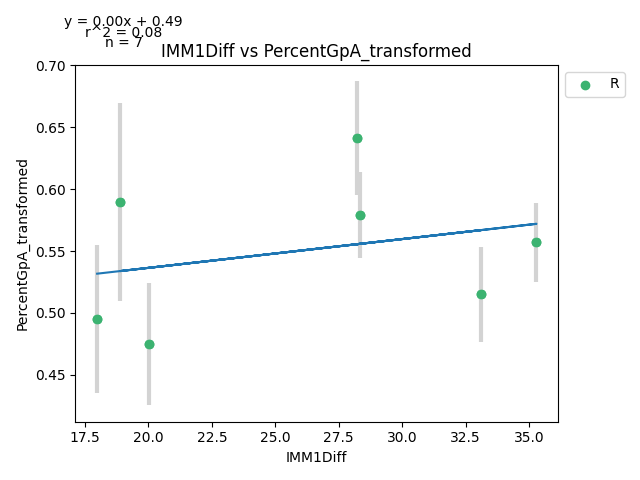 y = 0.00x + 0.49
r^2 = 0.08
n = 7
IMM1Diff vs PercentGpA_transformed
R
0.70
0.65
0.60
0.55
0.50
0.45
PercentGpA_transformed
17.5 20.0 22.5 25.0 27.5 30.0 32.5 35.0
IMM1Diff